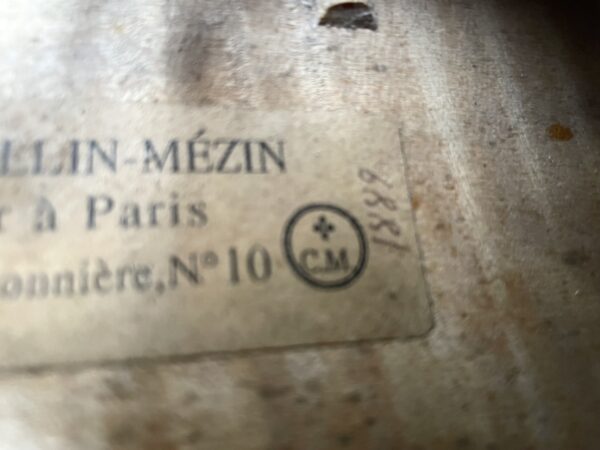 LLIN-MÉZIN
r à Paris
onnière, N° 10
C.M
1889